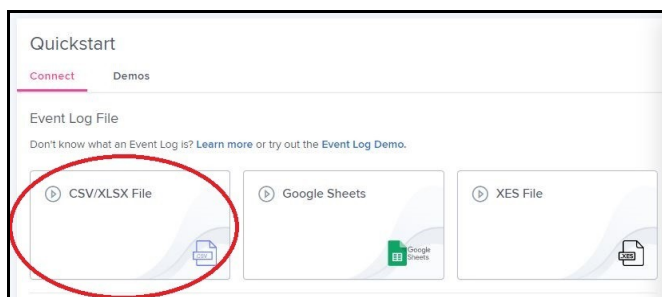 Quickstart
Connect Demos
Event Log File
Don't know what an Event Log is? Learn more or try out the Event Log Demo.
CSV/XLSX File
Google Sheets
XES File
CSV
Google
Sheets
.XES